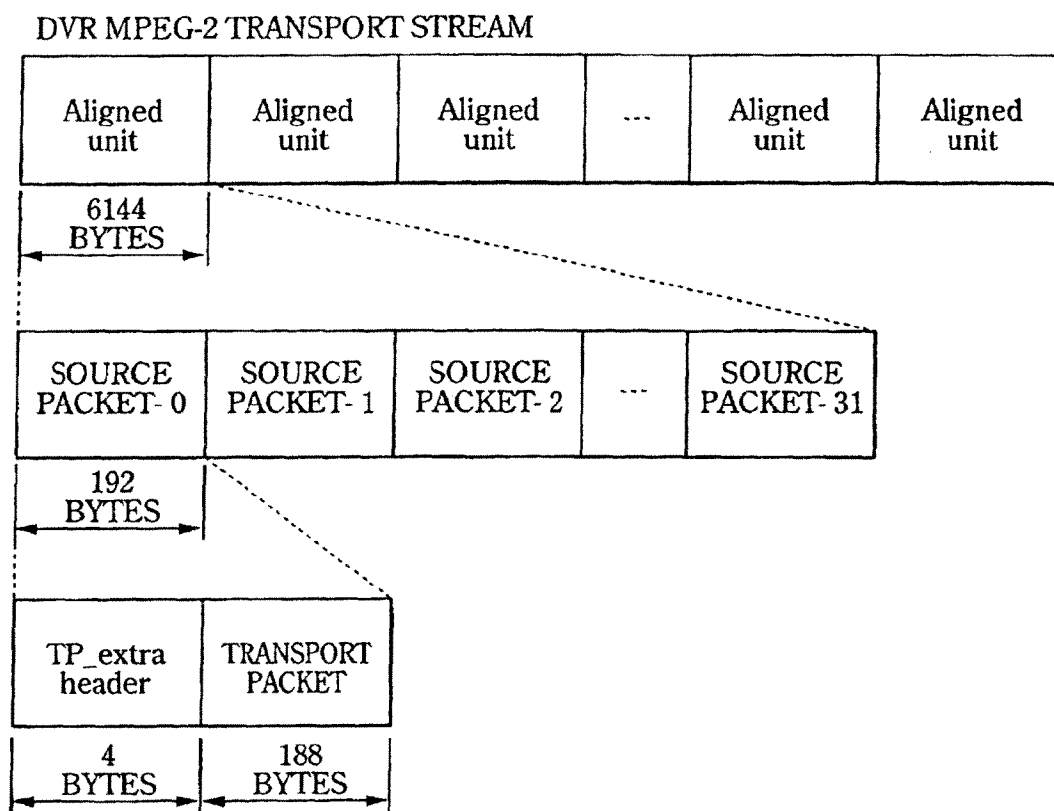 DVR MPEG-2 TRANSPORT STREAM
Aligned unit
Aligned unit
Aligned unit
---
Aligned unit
Aligned unit
6144 BYTES
SOURCE PACKET- 0
SOURCE PACKET- 1
SOURCE PACKET- 2
---
SOURCE PACKET- 31
192 BYTES
TP_extra header
TRANSPORT PACKET
4 BYTES
188 BYTES